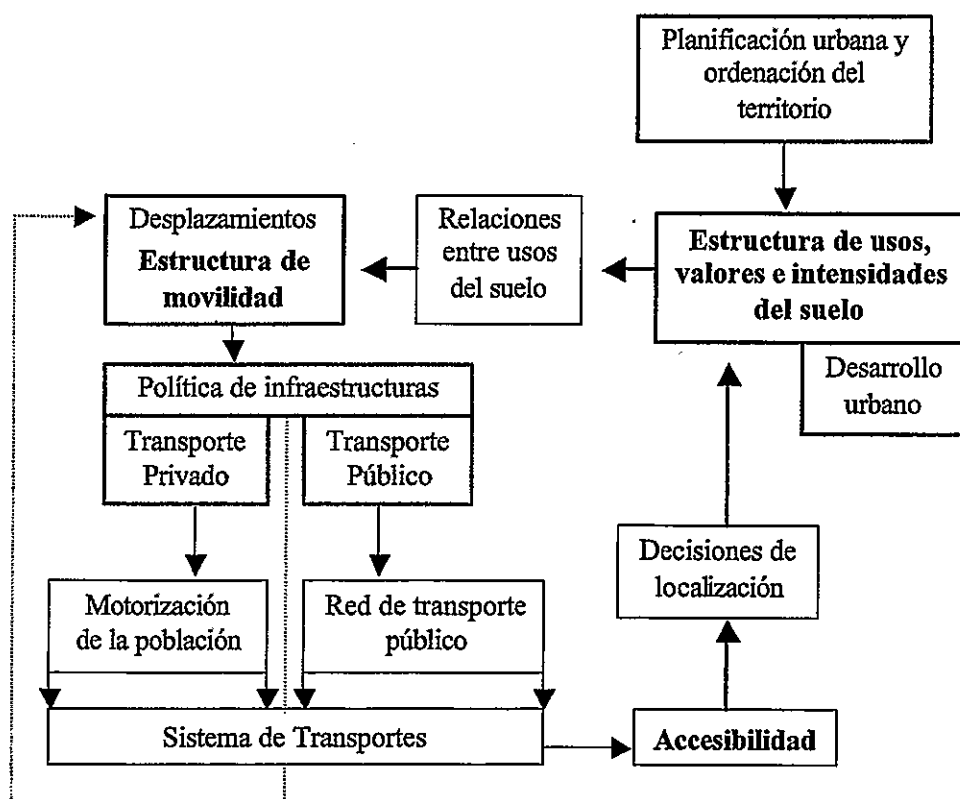 Planificación urbana y
ordenación del
territorio
Desplazamientos
Estructura de
movilidad
Relaciones
entre usos
del suelo
Estructura de usos,
valores e intensidades
del suelo
Desarrollo
urbano
Política de infraestructuras
Transporte
Privado
Transporte
Público
Decisiones de
localización
Motorización
de la población
Red de transporte
público
Sistema de Transportes
Accesibilidad